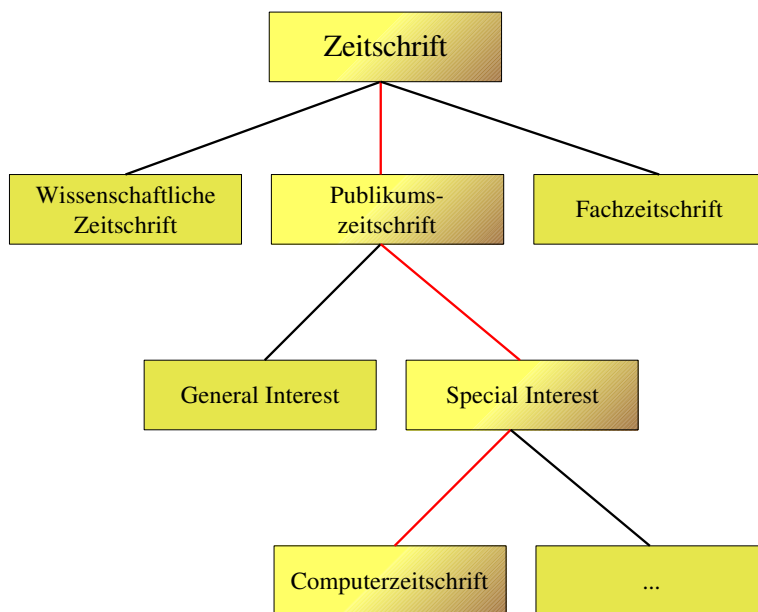 Zeitschrift
Wissenschaftliche
Zeitschrift
Publikums-
zeitschrift
Fachzeitschrift
General Interest
Special Interest
Computerzeitschrift
...